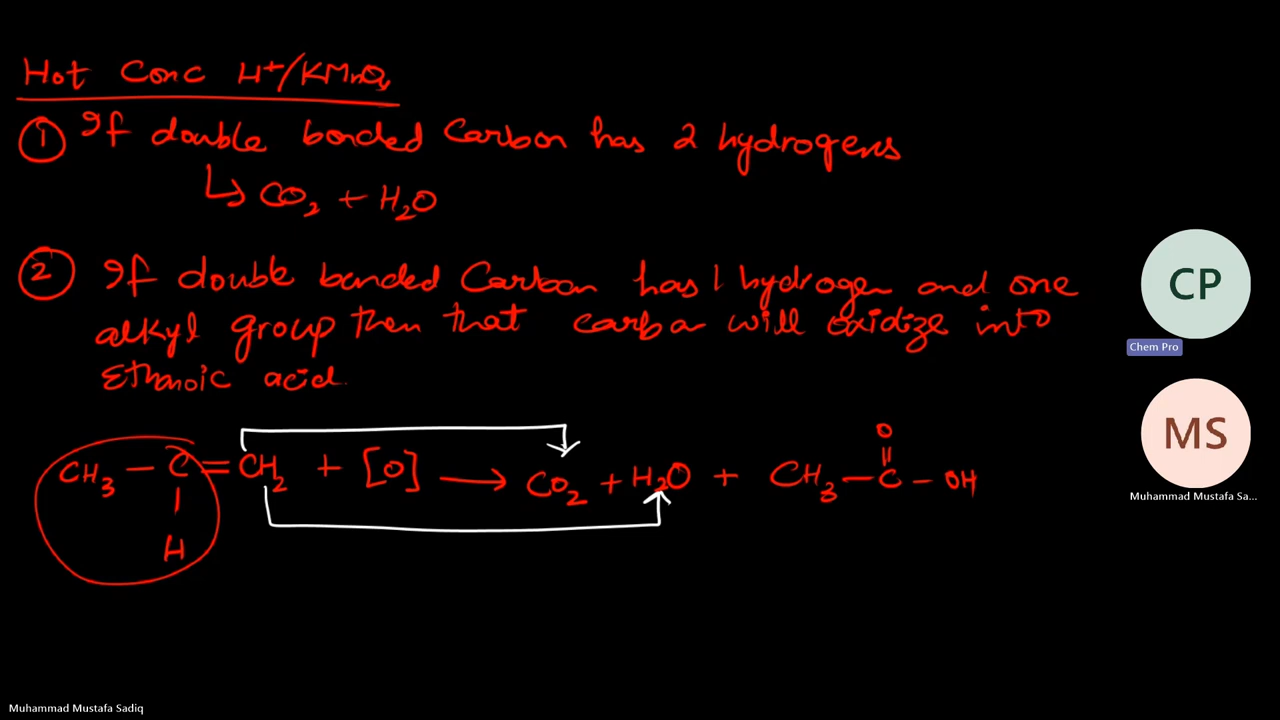 Hot Conc H+/KMnO4
① If double bonded Carbon has 2 hydrogens
↳ CO2 + H2O
② If double bonded Carbon has 1 hydrogen and one
alkyl group then that carbon will oxidize into
Ethanoic acid.
O
||
CH3 — C = CH2 + [O] ⟶ CO2 + H2O + CH3 — C — OH
|
H
CP
Chem Pro
MS
Muhammad Mustafa Sa...
Muhammad Mustafa Sadiq